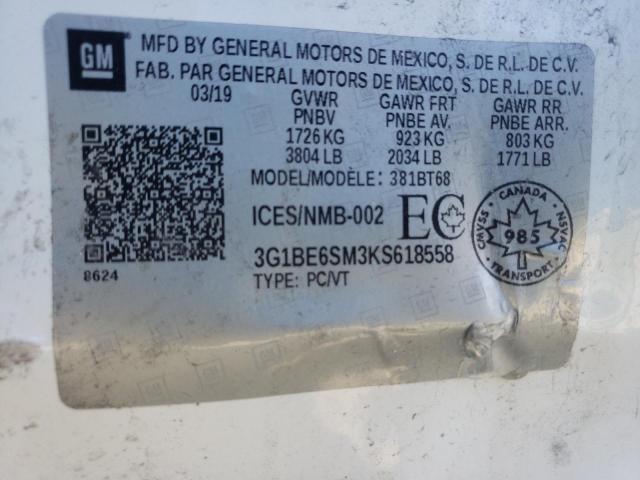 GM
MFD BY GENERAL MOTORS DE MEXICO, S. DE R.L. DE C.V.
FAB. PAR GENERAL MOTORS DE MEXICO, S. DE R.L. DE C.V.
03/19 GVWR GAWR FRT GAWR RR
PNBV PNBE AV. PNBE ARR.
1726 KG 923 KG 803 KG
3804 LB 2034 LB 1771 LB
MODEL/MODÈLE: 381BT68
ICES/NMB-002 EC
CANADA
CMVSS 985 NSVAC
TRANSPORT
3G1BE6SM3KS618558
8624 TYPE: PC/VT